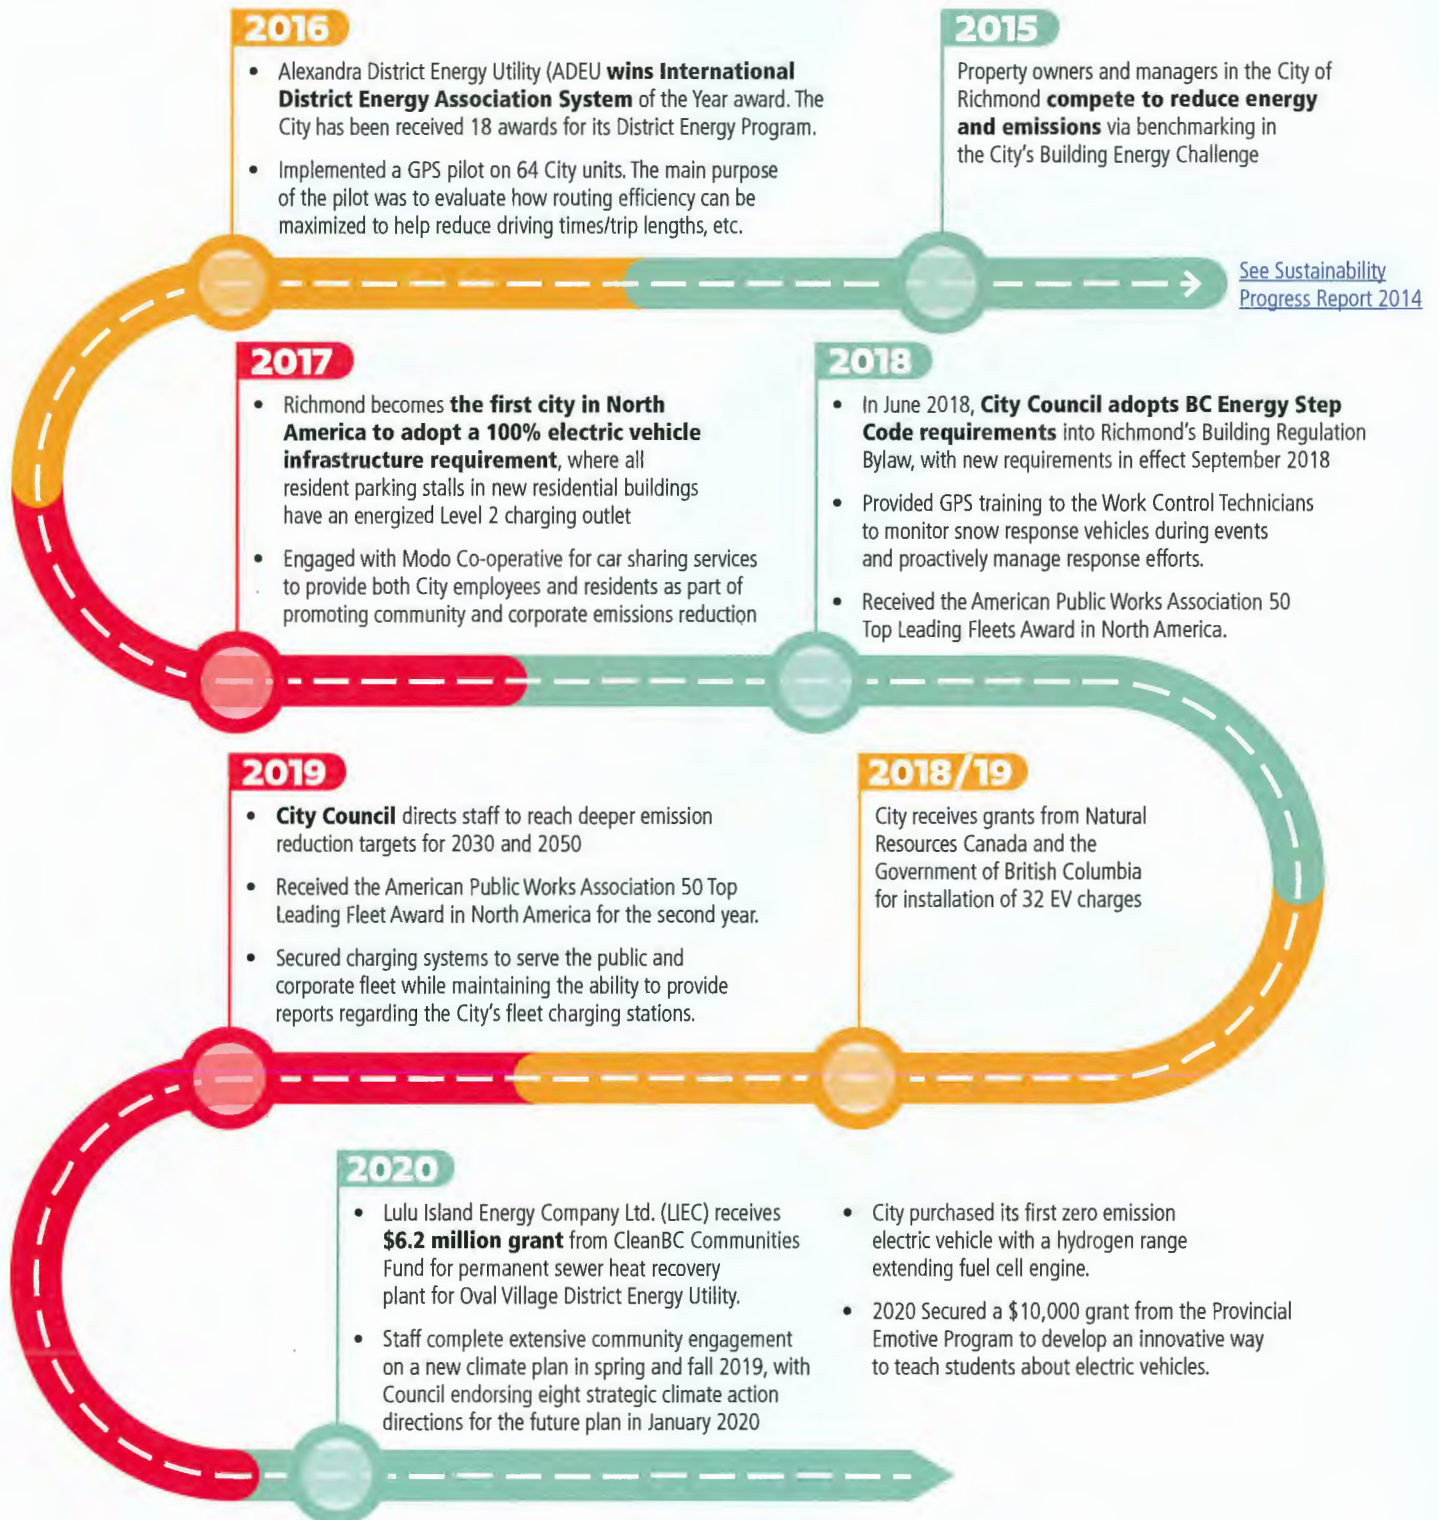 2016
• Alexandra District Energy Utility (ADEU wins International
District Energy Association System of the Year award. The
City has been received 18 awards for its District Energy Program.
• Implemented a GPS pilot on 64 City units. The main purpose
of the pilot was to evaluate how routing efficiency can be
maximized to help reduce driving times/trip lengths, etc.
2015
Property owners and managers in the City of
Richmond compete to reduce energy
and emissions via benchmarking in
the City's Building Energy Challenge
See Sustainability
Progress Report 2014
2017
• Richmond becomes the first city in North
America to adopt a 100% electric vehicle
infrastructure requirement, where all
resident parking stalls in new residential buildings
have an energized Level 2 charging outlet
• Engaged with Modo Co-operative for car sharing services
to provide both City employees and residents as part of
promoting community and corporate emissions reduction
2018
• In June 2018, City Council adopts BC Energy Step
Code requirements into Richmond's Building Regulation
Bylaw, with new requirements in effect September 2018
• Provided GPS training to the Work Control Technicians
to monitor snow response vehicles during events
and proactively manage response efforts.
• Received the American Public Works Association 50
Top Leading Fleets Award in North America.
2019
• City Council directs staff to reach deeper emission
reduction targets for 2030 and 2050
• Received the American Public Works Association 50 Top
Leading Fleet Award in North America for the second year.
• Secured charging systems to serve the public and
corporate fleet while maintaining the ability to provide
reports regarding the City's fleet charging stations.
2018/19
City receives grants from Natural
Resources Canada and the
Government of British Columbia
for installation of 32 EV charges
2020
• Lulu Island Energy Company Ltd. (LIEC) receives
$6.2 million grant from CleanBC Communities
Fund for permanent sewer heat recovery
plant for Oval Village District Energy Utility.
• Staff complete extensive community engagement
on a new climate plan in spring and fall 2019, with
Council endorsing eight strategic climate action
directions for the future plan in January 2020
• City purchased its first zero emission
electric vehicle with a hydrogen range
extending fuel cell engine.
• 2020 Secured a $10,000 grant from the Provincial
Emotive Program to develop an innovative way
to teach students about electric vehicles.